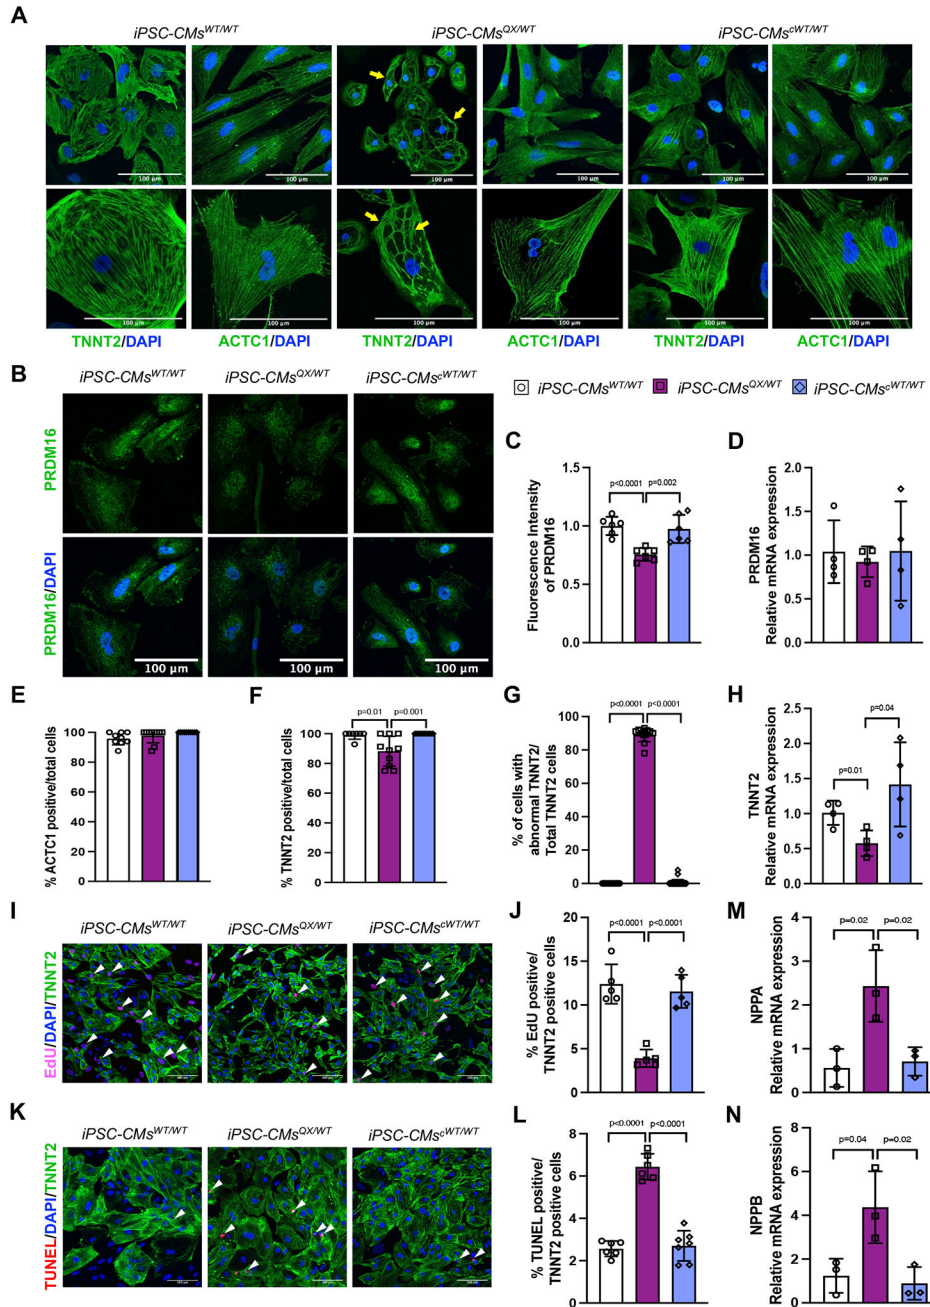 A
iPSC-CMsWT/WT iPSC-CMsQX/WT iPSC-CMscWT/WT
100 μm 100 μm 100 μm 100 μm 100 μm 100 μm
100 μm 100 μm 100 μm 100 μm 100 μm 100 μm
TNNT2/DAPI ACTC1/DAPI TNNT2/DAPI ACTC1/DAPI TNNT2/DAPI ACTC1/DAPI
B
iPSC-CMsWT/WT iPSC-CMsQX/WT iPSC-CMscWT/WT
PRDM16
PRDM16/DAPI
100 μm 100 μm 100 μm
iPSC-CMsWT/WT iPSC-CMsQX/WT iPSC-CMscWT/WT
C
Fluorescence Intensity
of PRDM16
1.5
1.0
0.5
0.0
p<0.0001 p=0.002
D
PRDM16
Relative mRNA expression
2.0
1.5
1.0
0.5
0.0
E
% ACTC1 positive/total cells
100
80
60
40
20
0
F
% TNNT2 positive/total cells
100
80
60
40
20
0
p=0.01 p=0.001
G
% of cells with
abnormal TNNT2/
Total TNNT2 cells
100
80
60
40
20
0
p<0.0001 p<0.0001
H
TNNT2
Relative mRNA expression
2.5
2.0
1.5
1.0
0.5
0.0
p=0.04
p=0.01
I
iPSC-CMsWT/WT iPSC-CMsQX/WT iPSC-CMscWT/WT
EdU/DAPI/TNNT2
J
% EdU positive/
TNNT2 positive cells
20
15
10
5
0
p<0.0001 p<0.0001
M
NPPA
Relative mRNA expression
4
3
2
1
0
p=0.02 p=0.02
K
iPSC-CMsWT/WT iPSC-CMsQX/WT iPSC-CMscWT/WT
TUNEL/DAPI/TNNT2
L
% TUNEL positive/
TNNT2 positive cells
8
6
4
2
0
p<0.0001 p<0.0001
N
NPPB
Relative mRNA expression
8
6
4
2
0
p=0.04 p=0.02